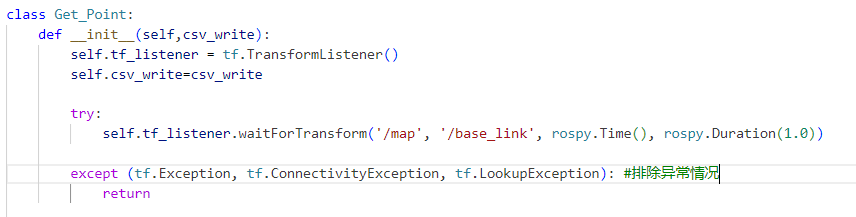 class Get_Point:
    def __init__(self,csv_write):
        self.tf_listener = tf.TransformListener()
        self.csv_write=csv_write
        try:
            self.tf_listener.waitForTransform('/map', '/base_link', rospy.Time(), rospy.Duration(1.0))
        except (tf.Exception, tf.ConnectivityException, tf.LookupException): #排除异常情况
            return